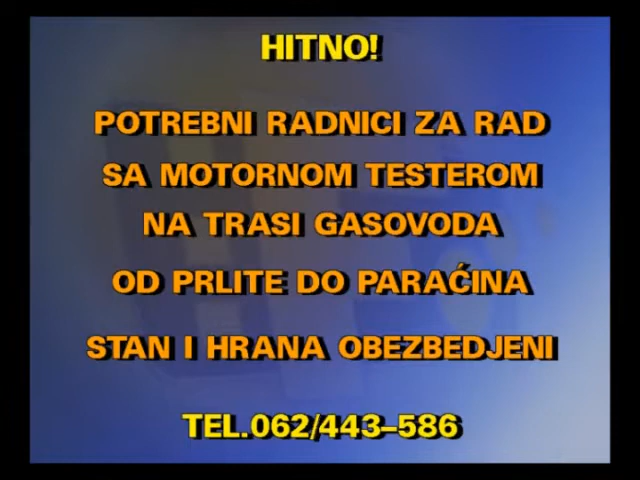 HITNO!
POTREBNI RADNICI ZA RAD
SA MOTORNOM TESTEROM
NA TRASI GASOVODA
OD PRLITE DO PARAĆINA
STAN I HRANA OBEZBEDJENI
TEL.062/443-586